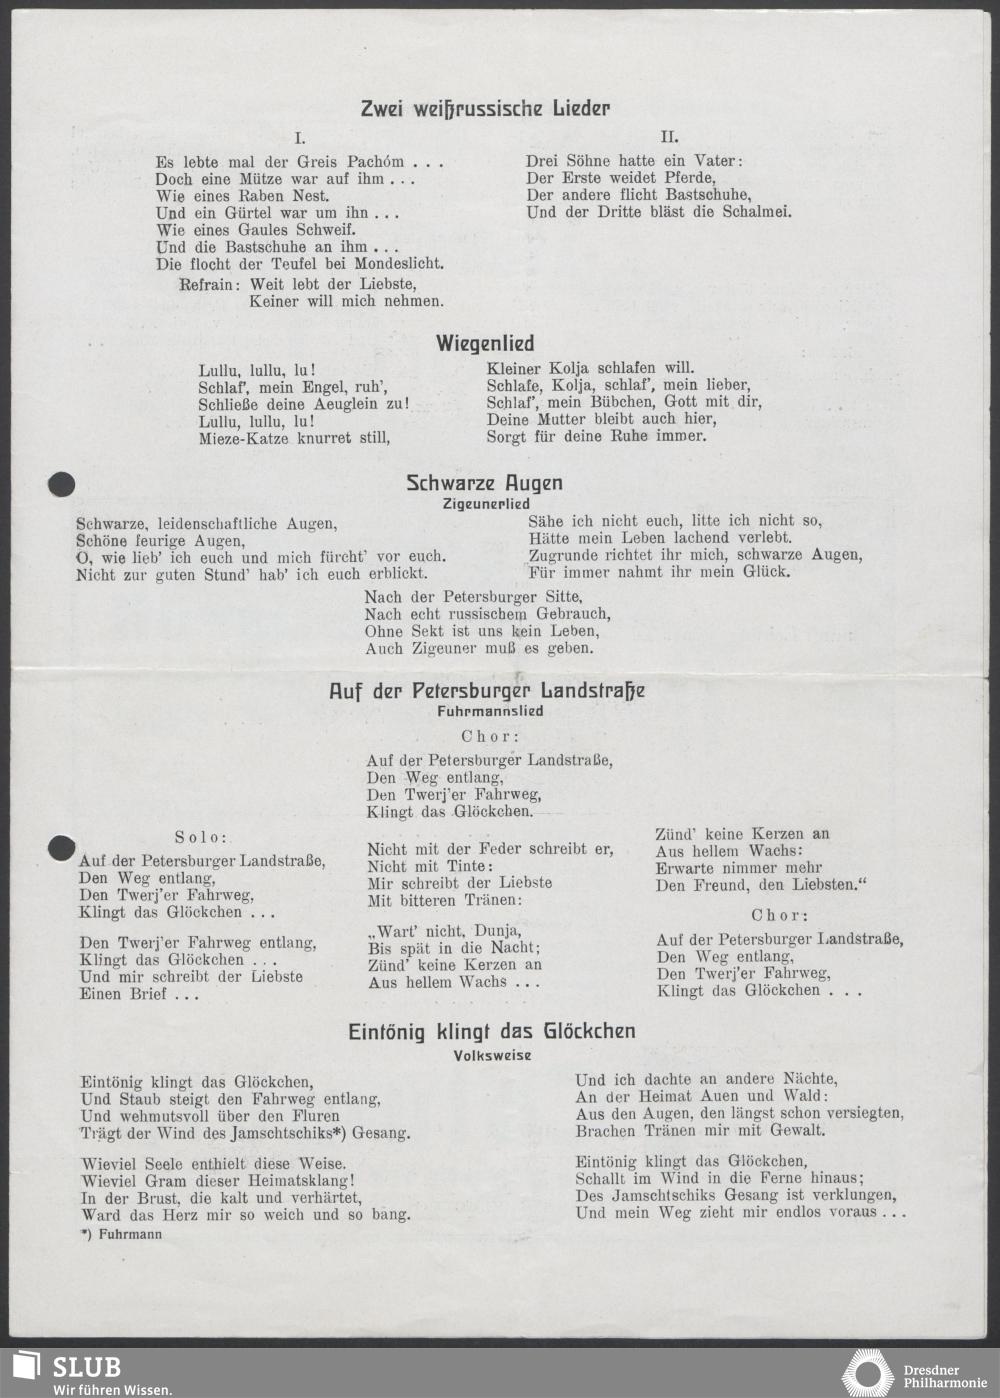 Zwei weißrussische Lieder
I.
Es lebte mal der Greis Pachóm . . .
Doch eine Mütze war auf ihm . . .
Wie eines Raben Nest.
Und ein Gürtel war um ihn . . .
Wie eines Gaules Schweif.
Und die Bastschuhe an ihm . . .
Die flocht der Teufel bei Mondeslicht.
Refrain: Weit lebt der Liebste,
Keiner will mich nehmen.
II.
Drei Söhne hatte ein Vater:
Der Erste weidet Pferde,
Der andere flicht Bastschuhe,
Und der Dritte bläst die Schalmei.
Wiegenlied
Lullu, lullu, lu!
Schlaf', mein Engel, ruh',
Schließe deine Aeuglein zu!
Lullu, lullu, lu!
Mieze-Katze knurret still,
Kleiner Kolja schlafen will.
Schlafe, Kolja, schlaf', mein lieber,
Schlaf', mein Bübchen, Gott mit dir,
Deine Mutter bleibt auch hier,
Sorgt für deine Ruhe immer.
Schwarze Augen
Zigeunerlied
Schwarze, leidenschaftliche Augen,
Schöne feurige Augen,
O, wie lieb' ich euch und mich fürcht' vor euch.
Nicht zur guten Stund' hab' ich euch erblickt.
Sähe ich nicht euch, litte ich nicht so,
Hätte mein Leben lachend verlebt.
Zugrunde richtet ihr mich, schwarze Augen,
Für immer nahmt ihr mein Glück.
Nach der Petersburger Sitte,
Nach echt russischem Gebrauch,
Ohne Sekt ist uns kein Leben,
Auch Zigeuner muß es geben.
Auf der Petersburger Landstraße
Fuhrmannslied
Chor:
Auf der Petersburger Landstraße,
Den Weg entlang,
Den Twerj'er Fahrweg,
Klingt das Glöckchen.
Solo:
Auf der Petersburger Landstraße,
Den Weg entlang,
Den Twerj'er Fahrweg,
Klingt das Glöckchen . . .
Den Twerj'er Fahrweg entlang,
Klingt das Glöckchen . . .
Und mir schreibt der Liebste
Einen Brief . . .
Nicht mit der Feder schreibt er,
Nicht mit Tinte:
Mir schreibt der Liebste
Mit bitteren Tränen:
„Wart' nicht, Dunja,
Bis spät in die Nacht;
Zünd' keine Kerzen an
Aus hellem Wachs . . .
Zünd' keine Kerzen an
Aus hellem Wachs:
Erwarte nimmer mehr
Den Freund, den Liebsten.“
Chor:
Auf der Petersburger Landstraße,
Den Weg entlang,
Den Twerj'er Fahrweg,
Klingt das Glöckchen . . .
Eintönig klingt das Glöckchen
Volksweise
Eintönig klingt das Glöckchen,
Und Staub steigt den Fahrweg entlang,
Und wehmutsvoll über den Fluren
Trägt der Wind des Jamschtschiks*) Gesang.
Wieviel Seele enthielt diese Weise.
Wieviel Gram dieser Heimatsklang!
In der Brust, die kalt und verhärtet,
Ward das Herz mir so weich und so bang.
*) Fuhrmann
Und ich dachte an andere Nächte,
An der Heimat Auen und Wald:
Aus den Augen, den längst schon versiegten,
Brachen Tränen mir mit Gewalt.
Eintönig klingt das Glöckchen,
Schallt im Wind in die Ferne hinaus;
Des Jamschtschiks Gesang ist verklungen,
Und mein Weg zieht mir endlos voraus . . .
SLUB
Wir führen Wissen.
Dresdner
Philharmonie